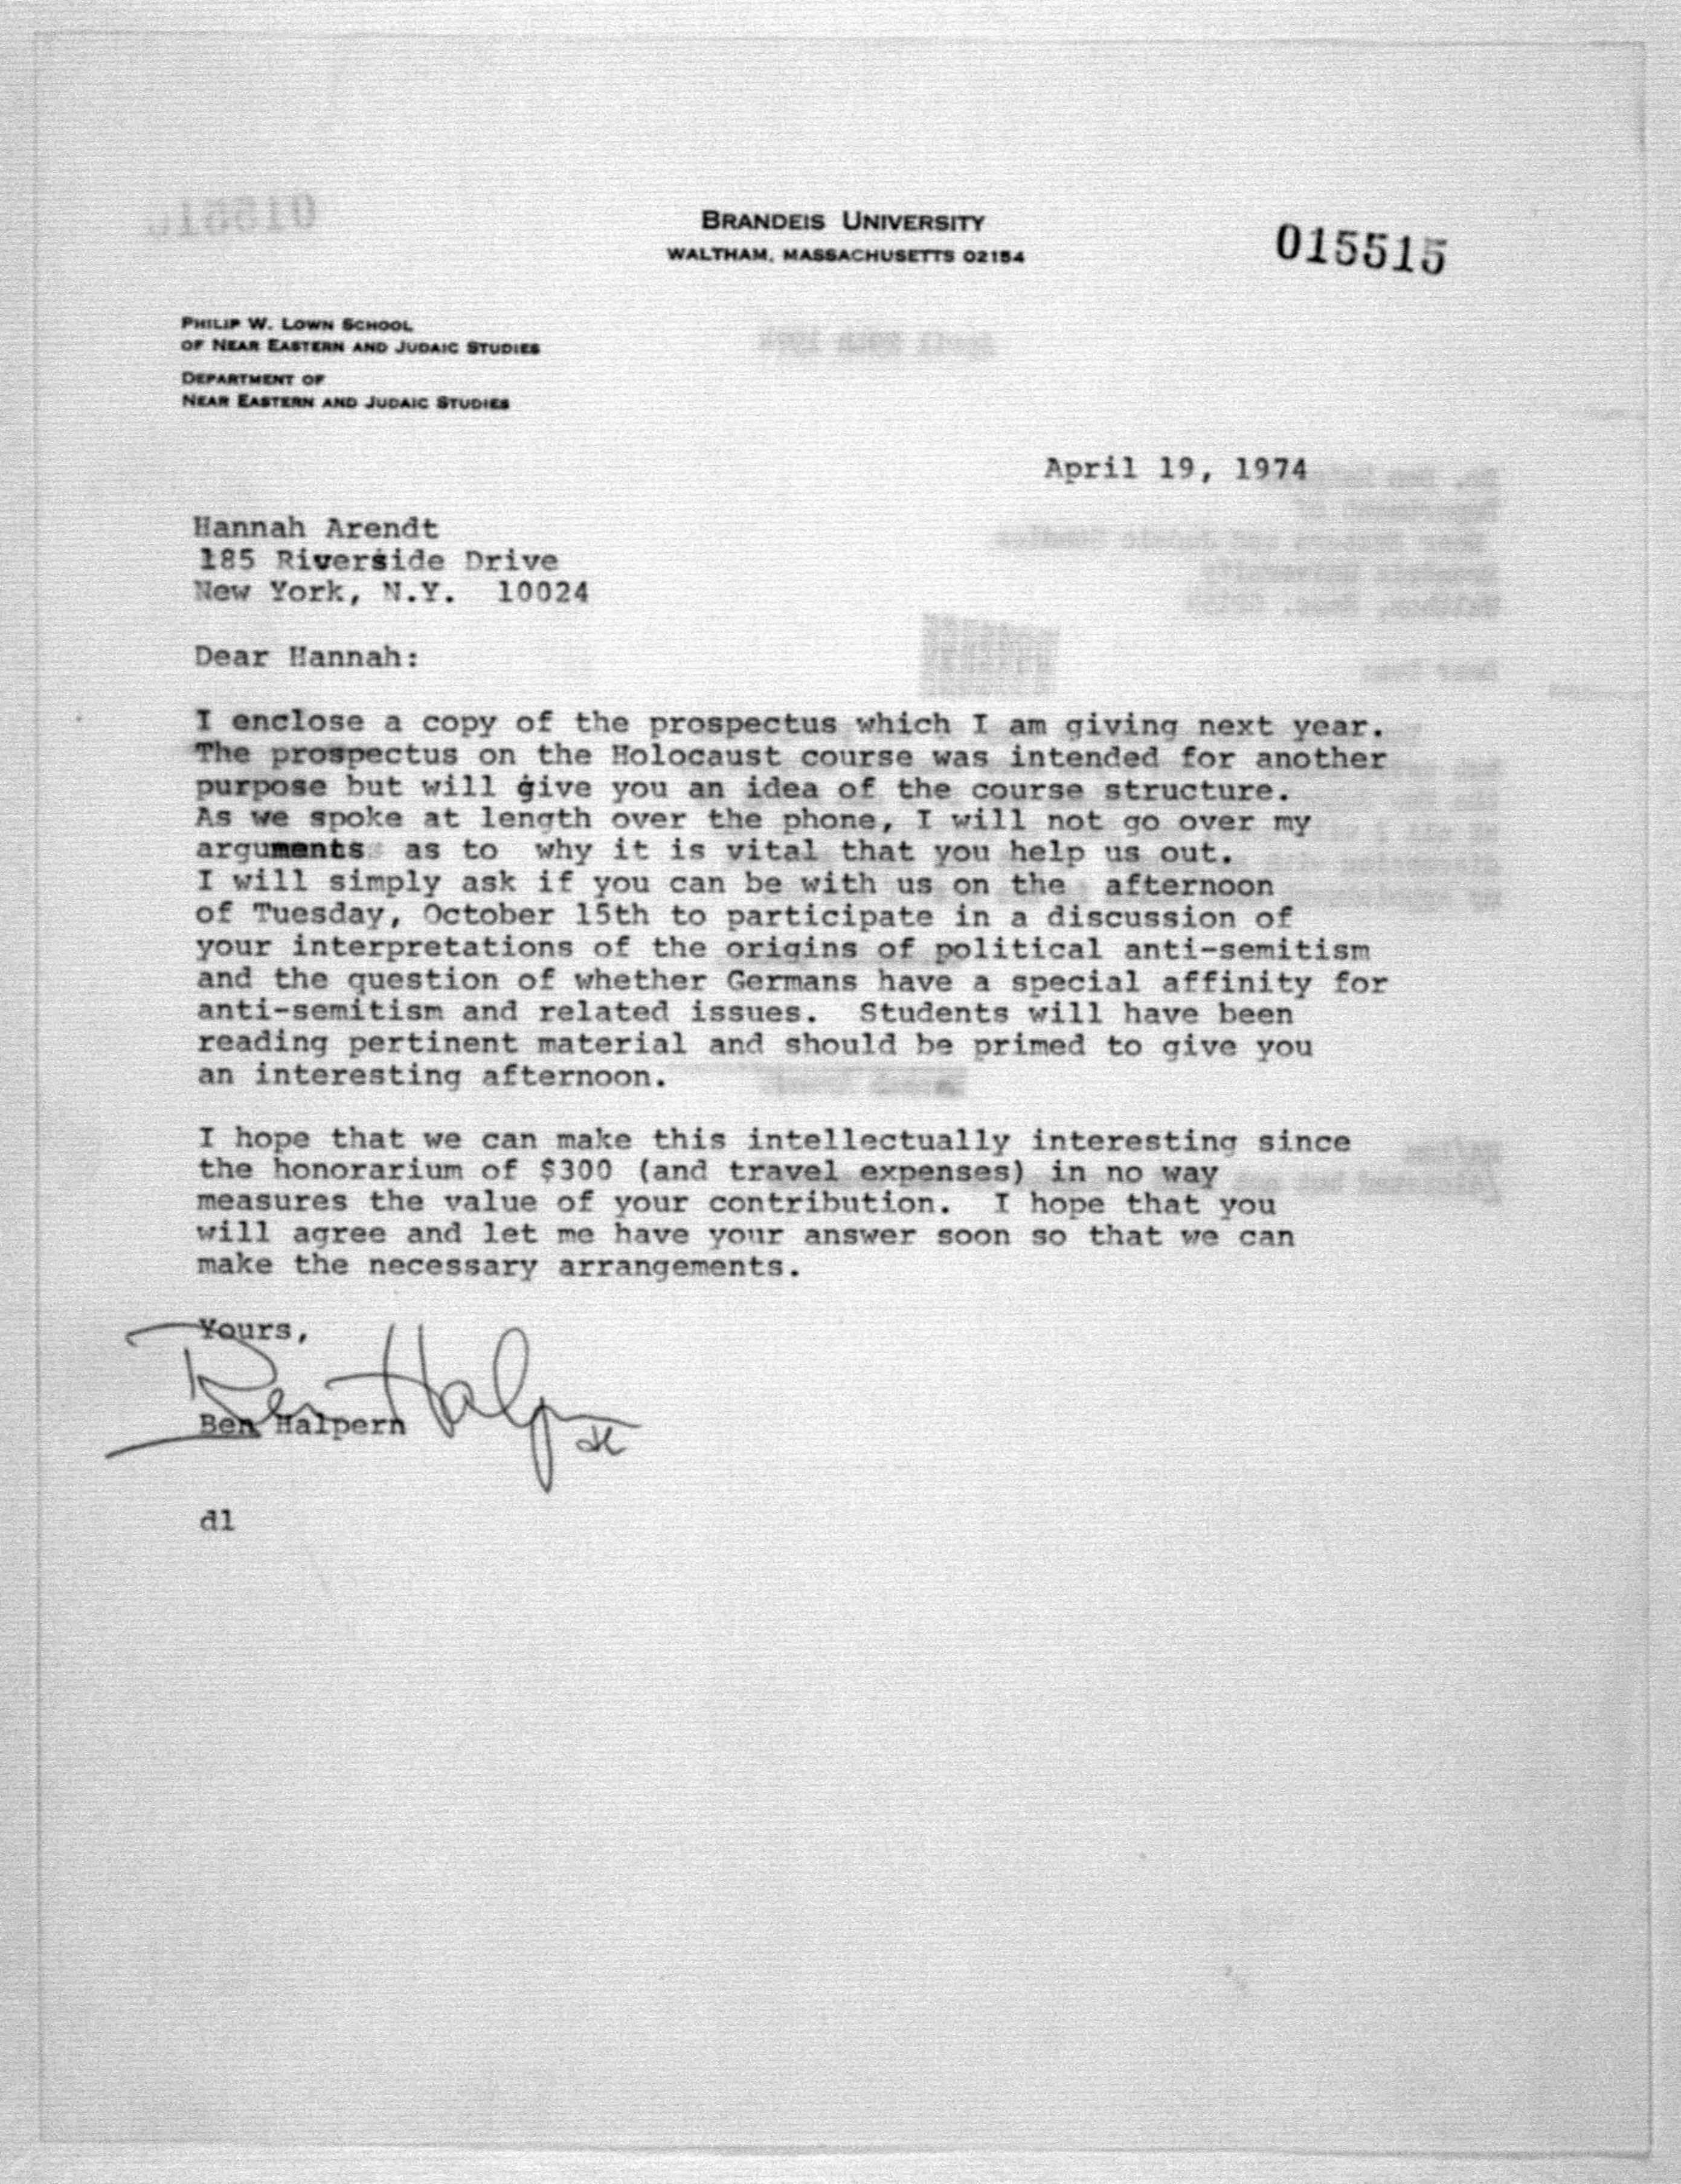 BRANDEIS UNIVERSITY
WALTHAM, MASSACHUSETTS 02154
015515
PHILIP W. LOWN SCHOOL
OF NEAR EASTERN AND JUDAIC STUDIES
DEPARTMENT OF
NEAR EASTERN AND JUDAIC STUDIES
April 19, 1974
Hannah Arendt
185 Riverside Drive
New York, N.Y. 10024
Dear Hannah:
I enclose a copy of the prospectus which I am giving next year.
The prospectus on the Holocaust course was intended for another
purpose but will give you an idea of the course structure.
As we spoke at length over the phone, I will not go over my
arguments as to why it is vital that you help us out.
I will simply ask if you can be with us on the afternoon
of Tuesday, October 15th to participate in a discussion of
your interpretations of the origins of political anti-semitism
and the question of whether Germans have a special affinity for
anti-semitism and related issues. Students will have been
reading pertinent material and should be primed to give you
an interesting afternoon.
I hope that we can make this intellectually interesting since
the honorarium of $300 (and travel expenses) in no way
measures the value of your contribution. I hope that you
will agree and let me have your answer soon so that we can
make the necessary arrangements.
Yours,
Ben Halpern
Ben Halpern
dl